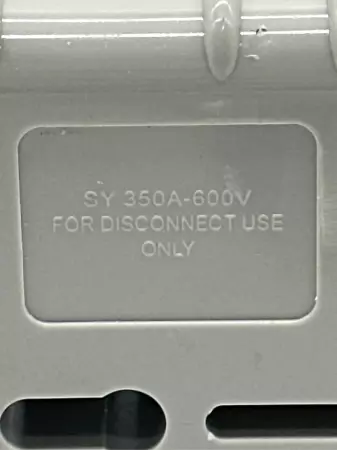 SY 350A-600V
FOR DISCONNECT USE
ONLY